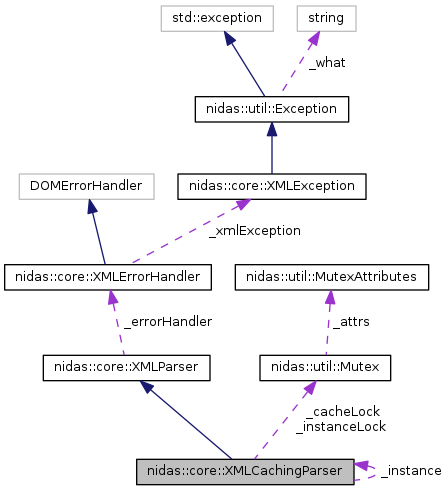 std::exception
string
_what
nidas::util::Exception
DOMErrorHandler
nidas::core::XMLException
_xmlException
nidas::core::XMLErrorHandler
nidas::util::MutexAttributes
_errorHandler
_attrs
nidas::core::XMLParser
nidas::util::Mutex
_cacheLock
_instanceLock
nidas::core::XMLCachingParser
_instance